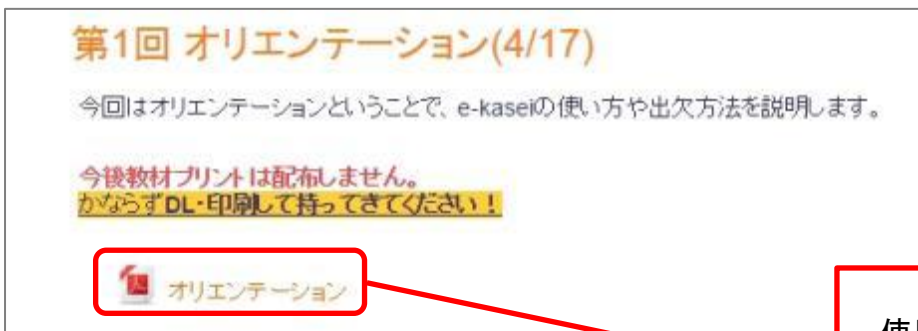 第1回 オリエンテーション(4/17)
今回はオリエンテーションということで、e-kaseiの使い方や出欠方法を説明します。
今後教材プリントは配布しません。
かならずDL・印刷して持ってきてください！
オリエンテーション